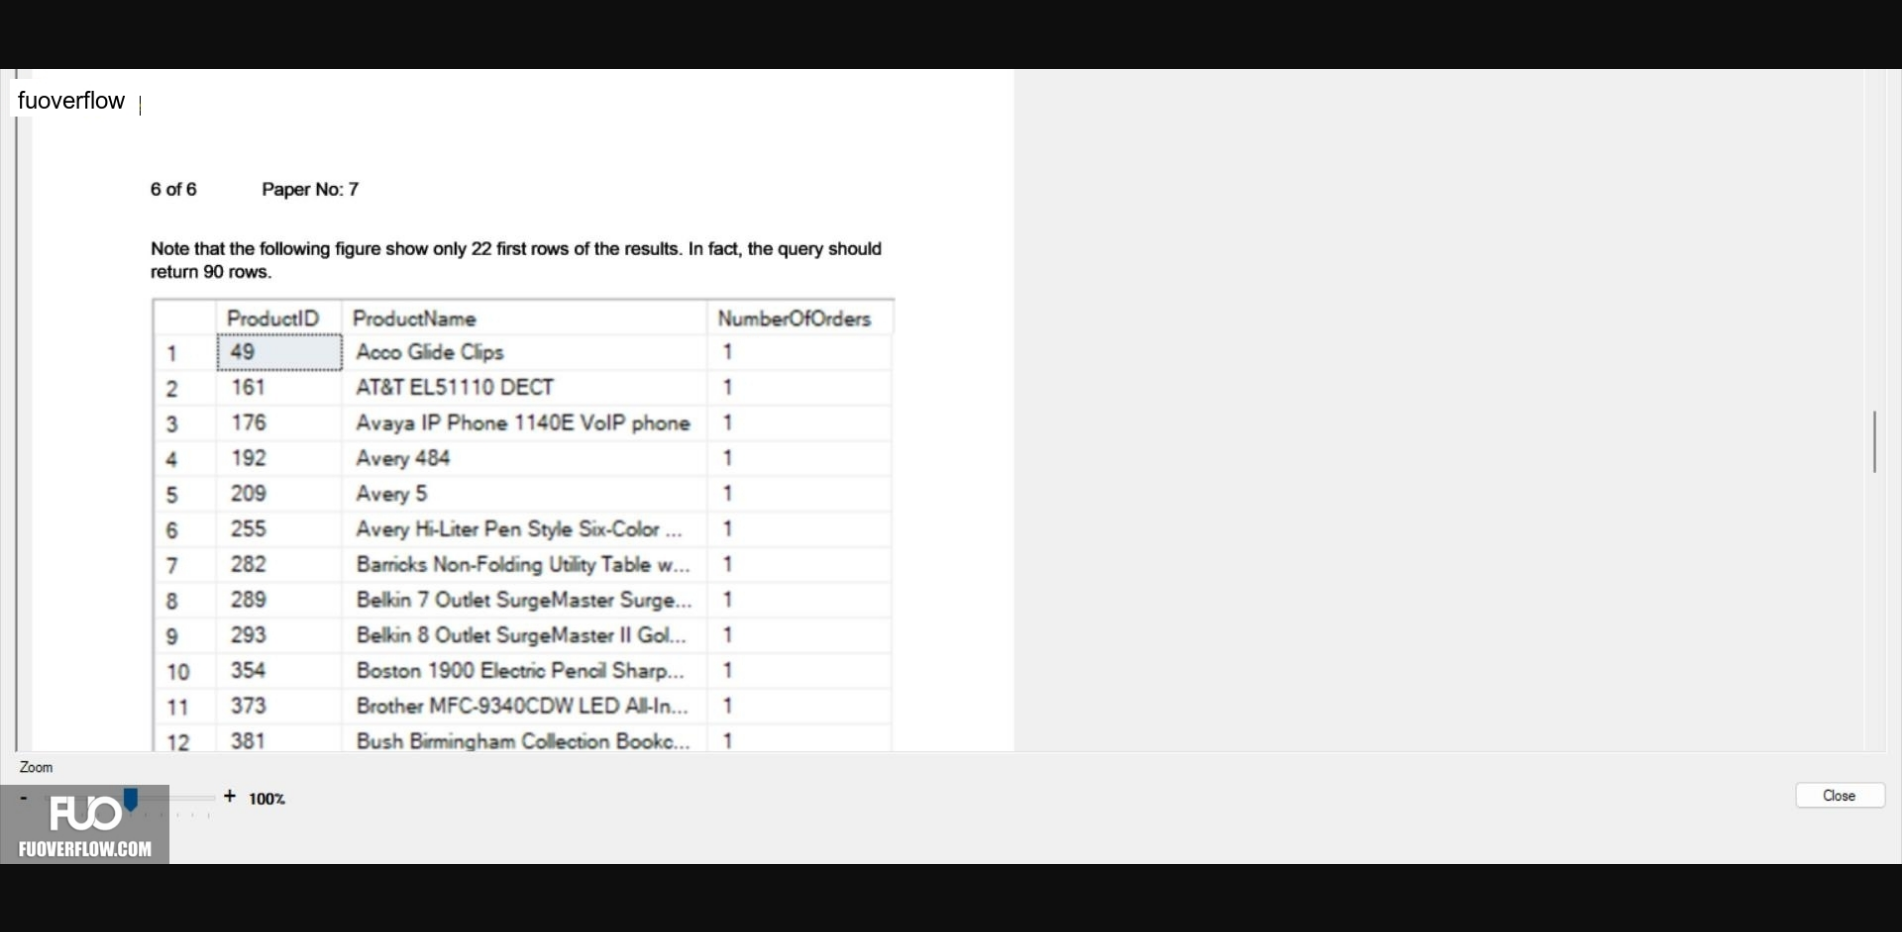 fuoverflow
6 of 6 Paper No: 7
Note that the following figure show only 22 first rows of the results. In fact, the query should
return 90 rows.
ProductID ProductName NumberOfOrders
1 49 Acco Glide Clips 1
2 161 AT&T EL51110 DECT 1
3 176 Avaya IP Phone 1140E VoIP phone 1
4 192 Avery 484 1
5 209 Avery 5 1
6 255 Avery Hi-Liter Pen Style Six-Color ... 1
7 282 Barricks Non-Folding Utility Table w... 1
8 289 Belkin 7 Outlet SurgeMaster Surge... 1
9 293 Belkin 8 Outlet SurgeMaster II Gol... 1
10 354 Boston 1900 Electric Pencil Sharp... 1
11 373 Brother MFC-9340CDW LED All-In... 1
12 381 Bush Birmingham Collection Bookc... 1
Zoom
- + 100%
Close
FUO
FUOVERFLOW.COM